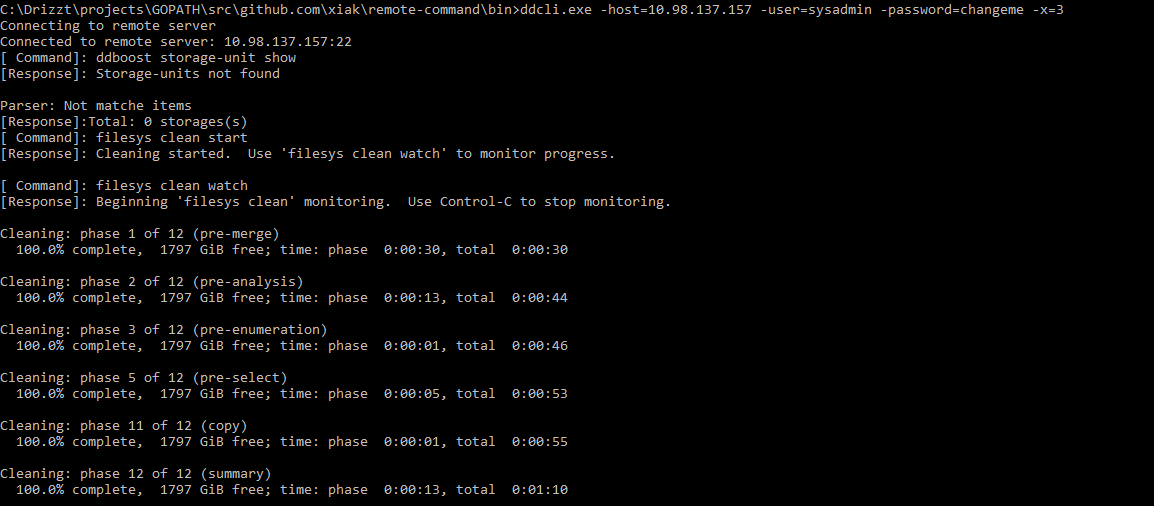 C:\Drizzt\projects\GOPATH\src\github.com\xiak\remote-command\bin>ddcli.exe -host=10.98.137.157 -user=sysadmin -password=changeme -x=3
Connecting to remote server
Connected to remote server: 10.98.137.157:22
[ Command]: ddboost storage-unit show
[Response]: Storage-units not found
Parser: Not matche items
[Response]:Total: 0 storages(s)
[ Command]: filesys clean start
[Response]: Cleaning started.  Use 'filesys clean watch' to monitor progress.
[ Command]: filesys clean watch
[Response]: Beginning 'filesys clean' monitoring.  Use Control-C to stop monitoring.
Cleaning: phase 1 of 12 (pre-merge)
  100.0% complete,  1797 GiB free; time: phase  0:00:30, total  0:00:30
Cleaning: phase 2 of 12 (pre-analysis)
  100.0% complete,  1797 GiB free; time: phase  0:00:13, total  0:00:44
Cleaning: phase 3 of 12 (pre-enumeration)
  100.0% complete,  1797 GiB free; time: phase  0:00:01, total  0:00:46
Cleaning: phase 5 of 12 (pre-select)
  100.0% complete,  1797 GiB free; time: phase  0:00:05, total  0:00:53
Cleaning: phase 11 of 12 (copy)
  100.0% complete,  1797 GiB free; time: phase  0:00:01, total  0:00:55
Cleaning: phase 12 of 12 (summary)
  100.0% complete,  1797 GiB free; time: phase  0:00:13, total  0:01:10